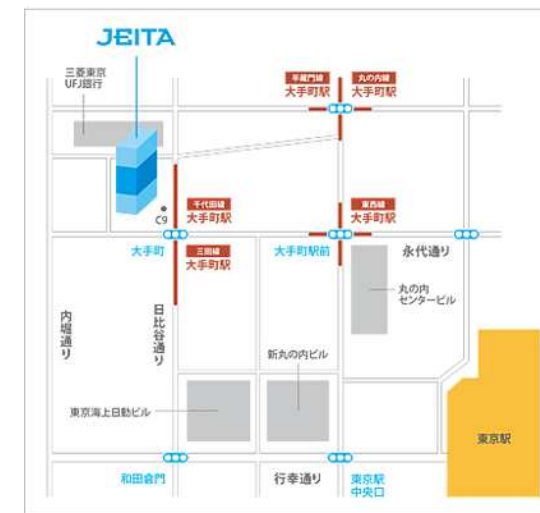 JEITA
三菱東京
UFJ銀行
半蔵門線
大手町駅
丸の内線
大手町駅
C9
千代田線
大手町駅
東西線
大手町駅
大手町
三田線
大手町駅
大手町駅前
永代通り
内堀通り
日比谷通り
丸の内
センタービル
新丸の内ビル
東京海上日動ビル
東京駅
和田倉門
行幸通り
東京駅
中央口